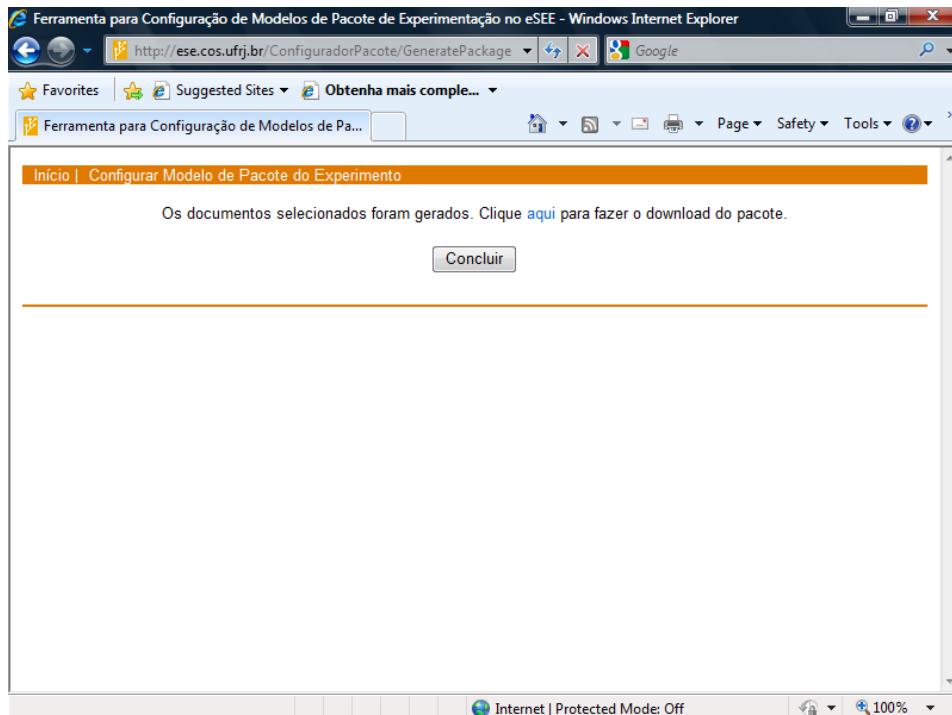 Ferramenta para Configuração de Modelos de Pacote de Experimentação no eSEE - Windows Internet Explorer
http://ese.cos.ufrj.br/ConfiguradorPacote/GeneratePackage
Google
Favorites Suggested Sites Obtenha mais comple...
Ferramenta para Configuração de Modelos de Pa... Page Safety Tools
Início | Configurar Modelo de Pacote do Experimento
Os documentos selecionados foram gerados. Clique aqui para fazer o download do pacote.
Concluir
Internet | Protected Mode: Off 100%